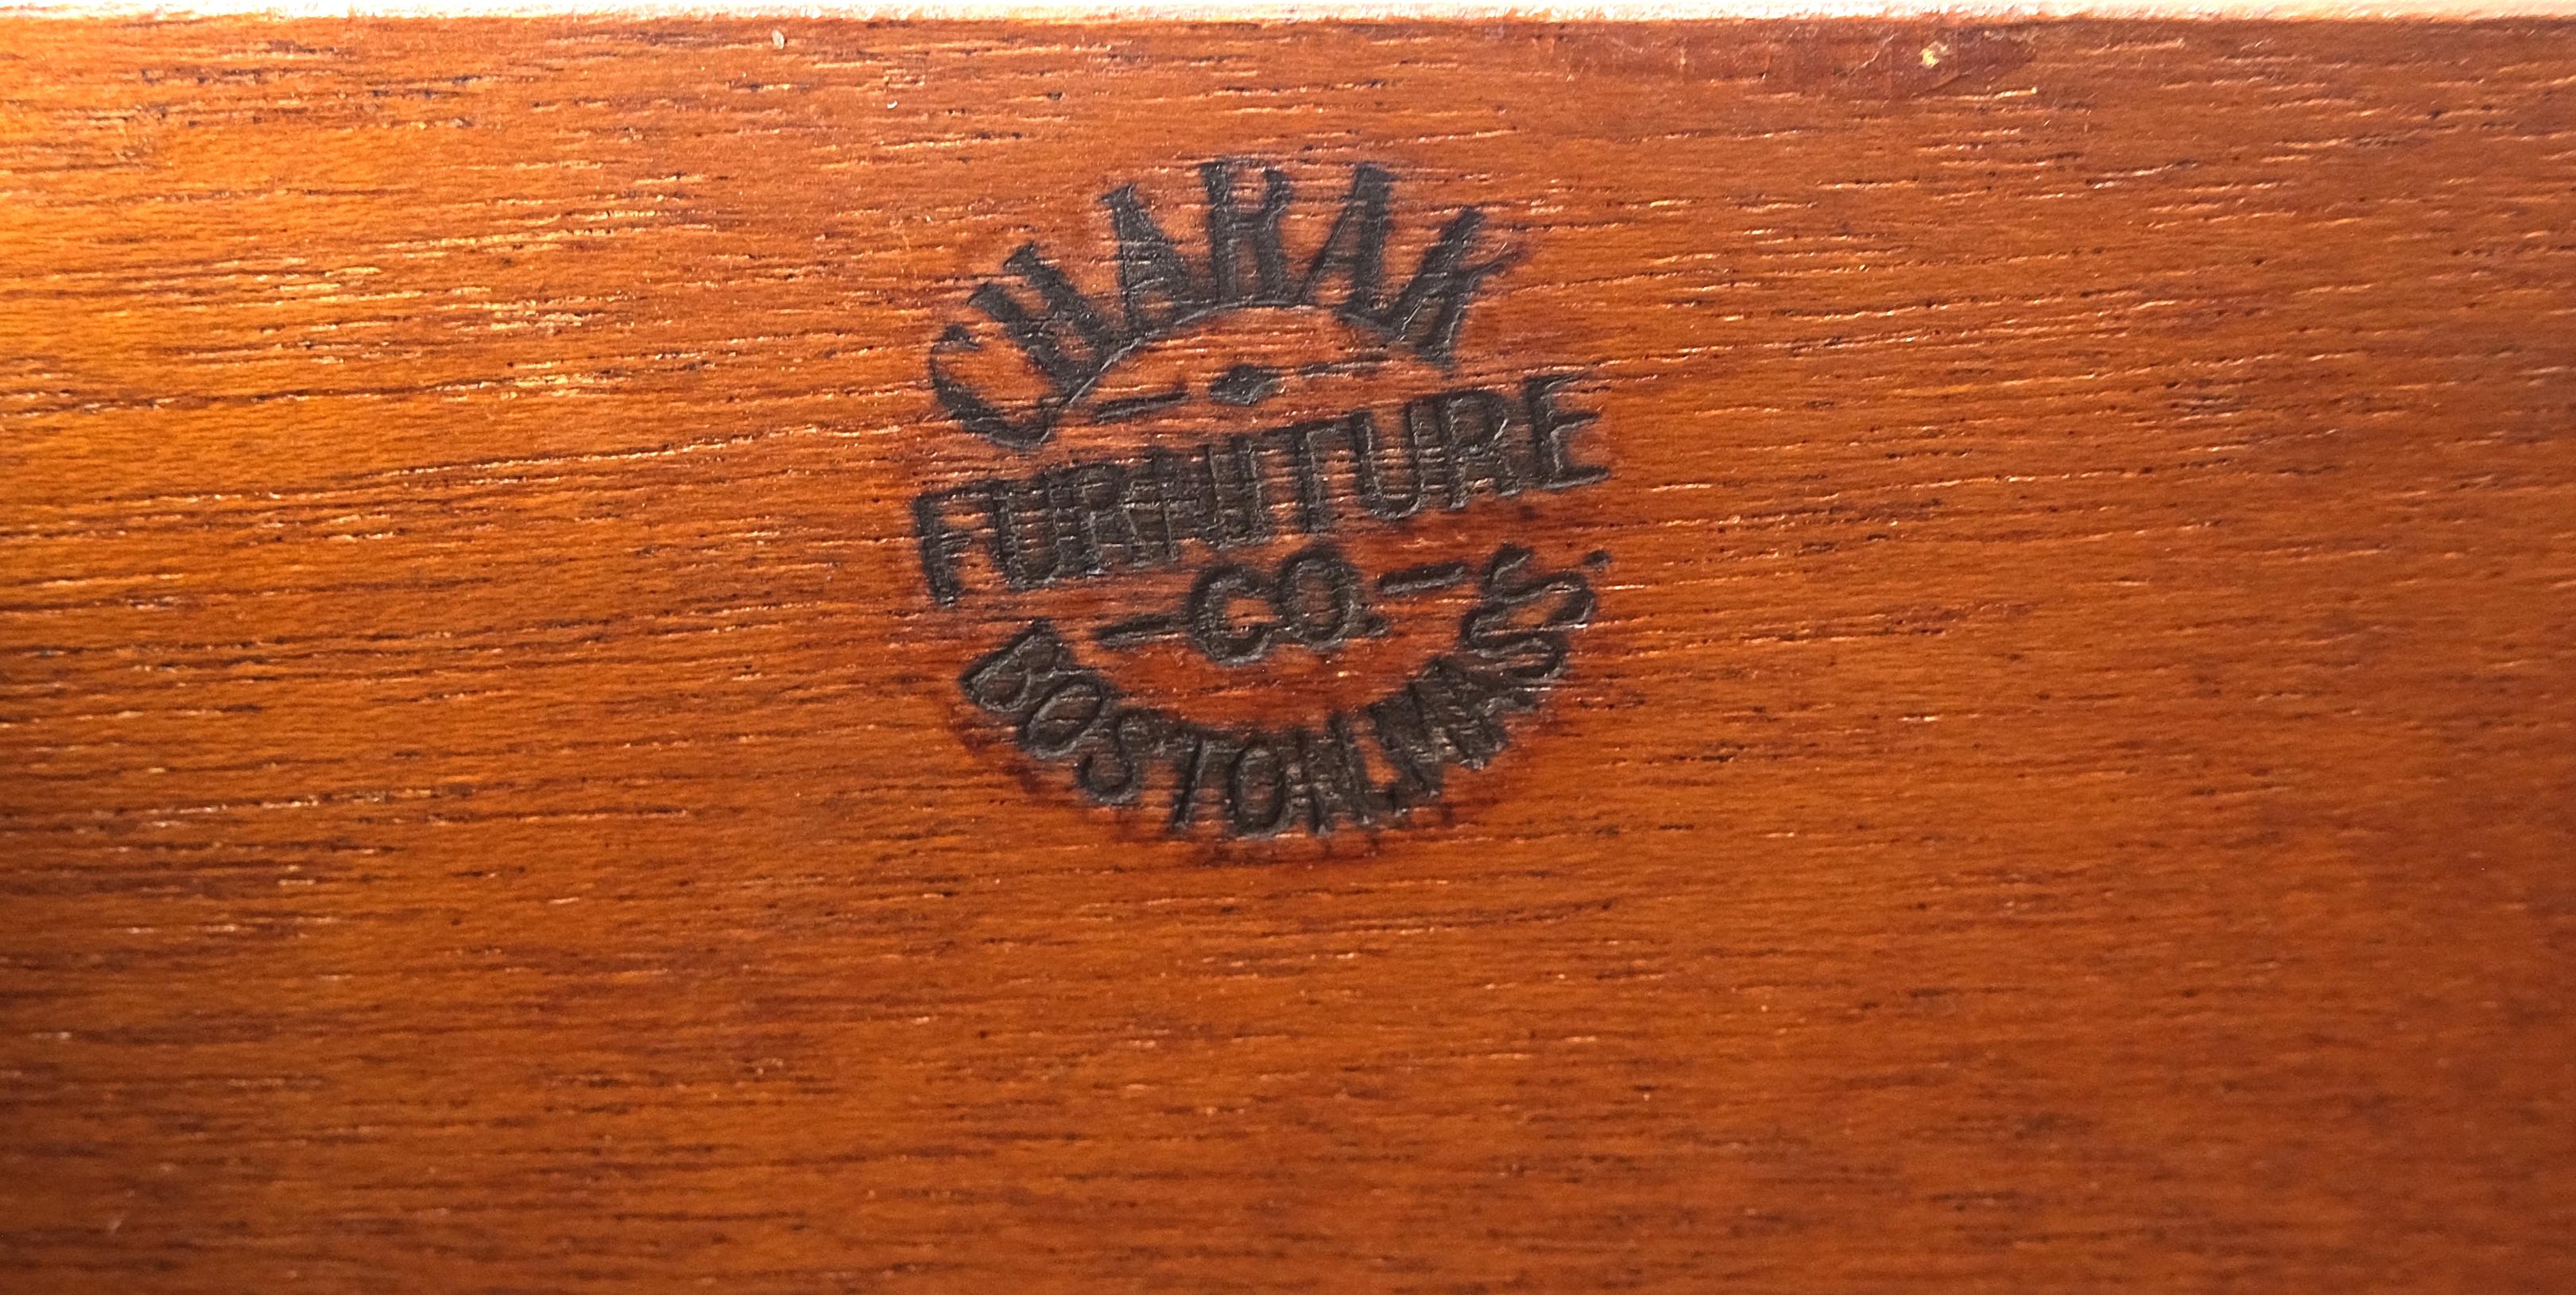 CHARAK
FURNITURE
CO.
BOSTON, MASS.